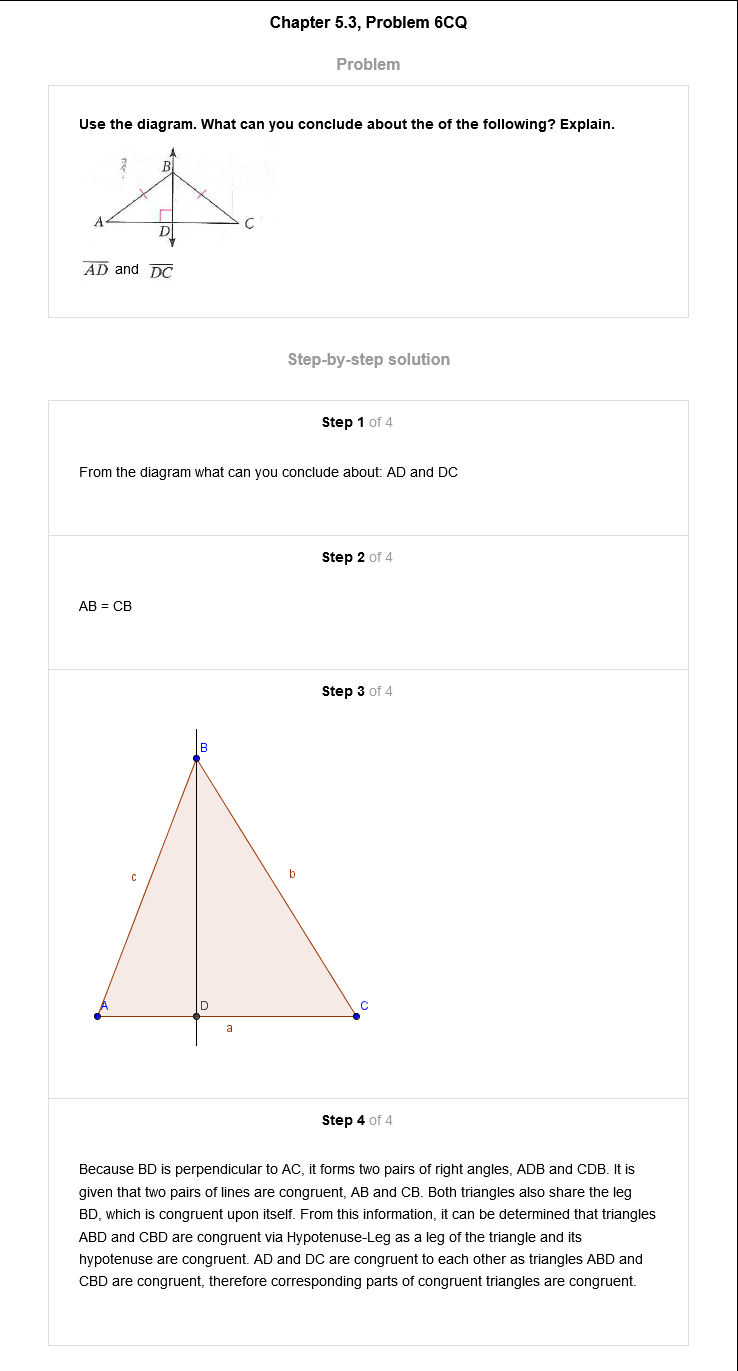 Chapter 5.3, Problem 6CQ
Problem
Use the diagram. What can you conclude about the of the following? Explain.
B
A
D
C
AD and DC
Step-by-step solution
Step 1 of 4
From the diagram what can you conclude about: AD and DC
Step 2 of 4
AB = CB
Step 3 of 4
B
c
b
A
D
C
a
Step 4 of 4
Because BD is perpendicular to AC, it forms two pairs of right angles, ADB and CDB. It is
given that two pairs of lines are congruent, AB and CB. Both triangles also share the leg
BD, which is congruent upon itself. From this information, it can be determined that triangles
ABD and CBD are congruent via Hypotenuse-Leg as a leg of the triangle and its
hypotenuse are congruent. AD and DC are congruent to each other as triangles ABD and
CBD are congruent, therefore corresponding parts of congruent triangles are congruent.